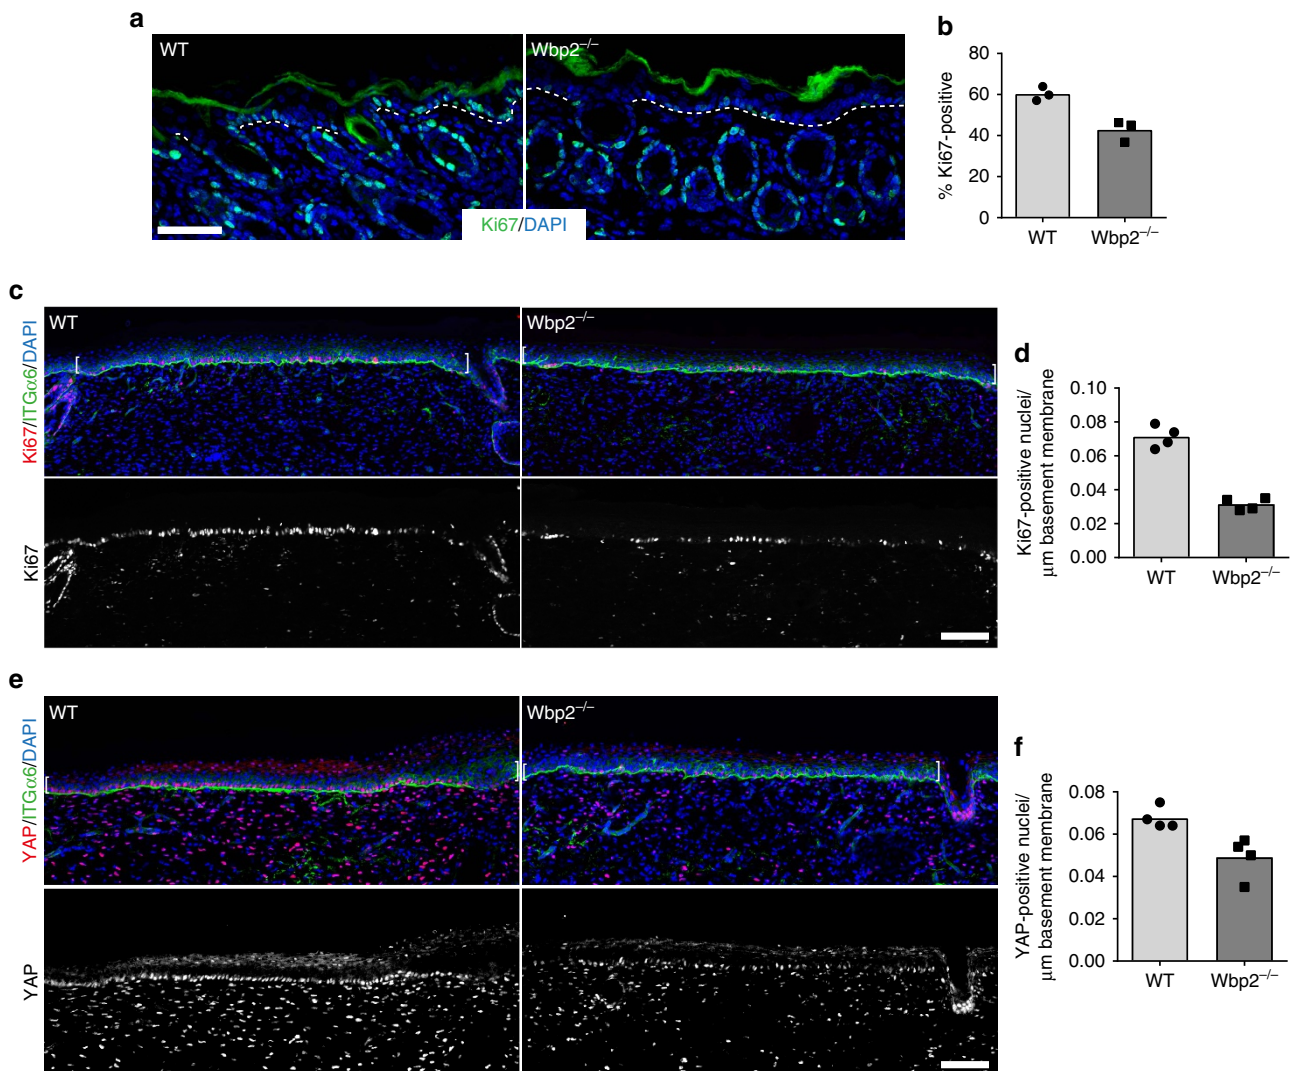 a
WT
Wbp2−/−
Ki67/DAPI
b
% Ki67-positive
80
60
40
20
0
WT
Wbp2−/−
c
Ki67/ITGα6/DAPI
WT
Wbp2−/−
Ki67
d
Ki67-positive nuclei/
μm basement membrane
0.10
0.08
0.06
0.04
0.02
0.00
WT
Wbp2−/−
e
YAP/ITGα6/DAPI
WT
Wbp2−/−
YAP
f
YAP-positive nuclei/
μm basement membrane
0.08
0.06
0.04
0.02
0.00
WT
Wbp2−/−